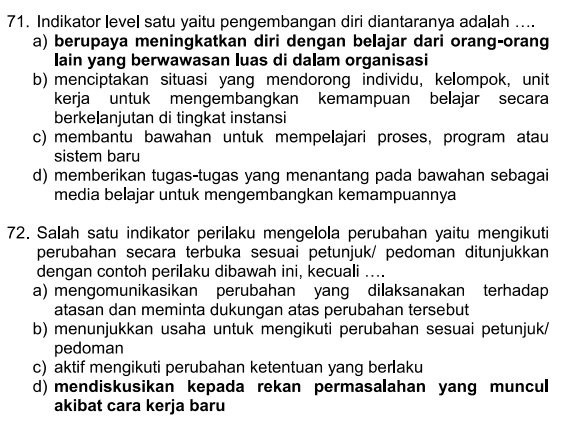 71. Indikator level satu yaitu pengembangan diri diantaranya adalah ….
a) berupaya meningkatkan diri dengan belajar dari orang-orang
lain yang berwawasan luas di dalam organisasi
b) menciptakan situasi yang mendorong individu, kelompok, unit
kerja untuk mengembangkan kemampuan belajar secara
berkelanjutan di tingkat instansi
c) membantu bawahan untuk mempelajari proses, program atau
sistem baru
d) memberikan tugas-tugas yang menantang pada bawahan sebagai
media belajar untuk mengembangkan kemampuannya
72. Salah satu indikator perilaku mengelola perubahan yaitu mengikuti
perubahan secara terbuka sesuai petunjuk/ pedoman ditunjukkan
dengan contoh perilaku dibawah ini, kecuali ….
a) mengomunikasikan perubahan yang dilaksanakan terhadap
atasan dan meminta dukungan atas perubahan tersebut
b) menunjukkan usaha untuk mengikuti perubahan sesuai petunjuk/
pedoman
c) aktif mengikuti perubahan ketentuan yang berlaku
d) mendiskusikan kepada rekan permasalahan yang muncul
akibat cara kerja baru